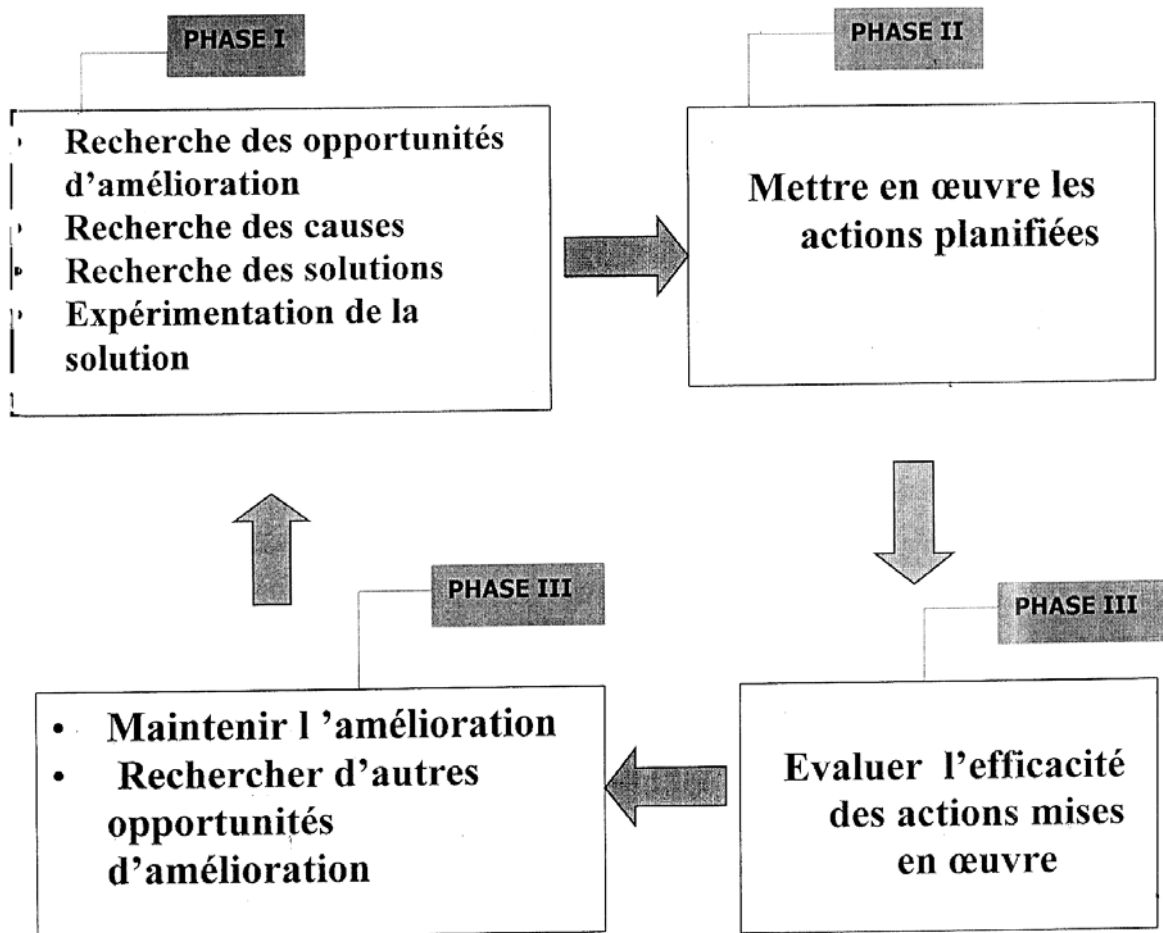 PHASE I
Recherche des opportunités
d'amélioration
Recherche des causes
Recherche des solutions
Expérimentation de la
solution
PHASE II
Mettre en œuvre les
actions planifiées
PHASE III
Evaluer l'efficacité
des actions mises
en œuvre
PHASE III
• Maintenir l 'amélioration
• Rechercher d'autres
opportunités
d'amélioration